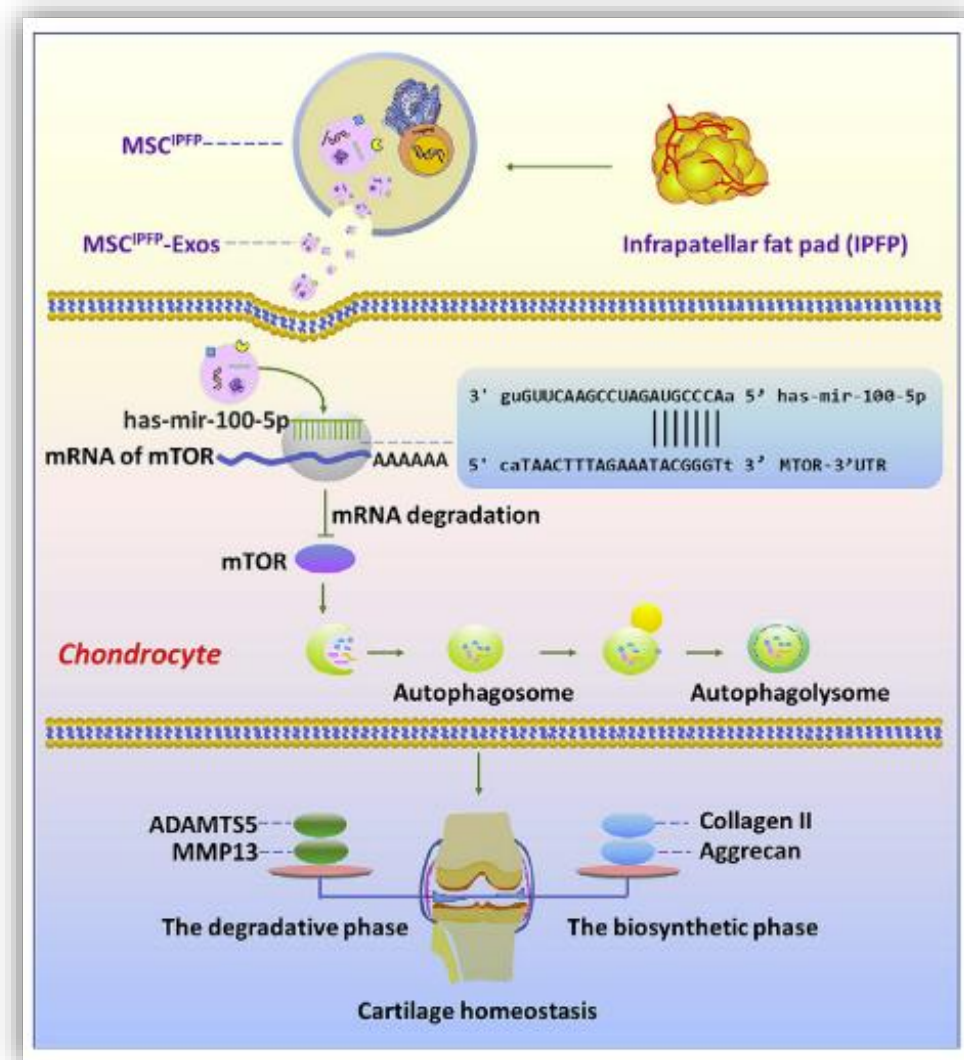 MSC^IPFP
MSC^IPFP-Exos
Infrapatellar fat pad (IPFP)
has-mir-100-5p
mRNA of mTOR
AAAAAA
3' guGUUCAAGCCUAGAUGCCCAa 5' has-mir-100-5p
5' caTAACTTTAGAAATACGGGTt 3' MTOR-3'UTR
mRNA degradation
mTOR
Chondrocyte
Autophagosome
Autophagolysome
ADAMTS5
MMP13
Collagen II
Aggrecan
The degradative phase
The biosynthetic phase
Cartilage homeostasis